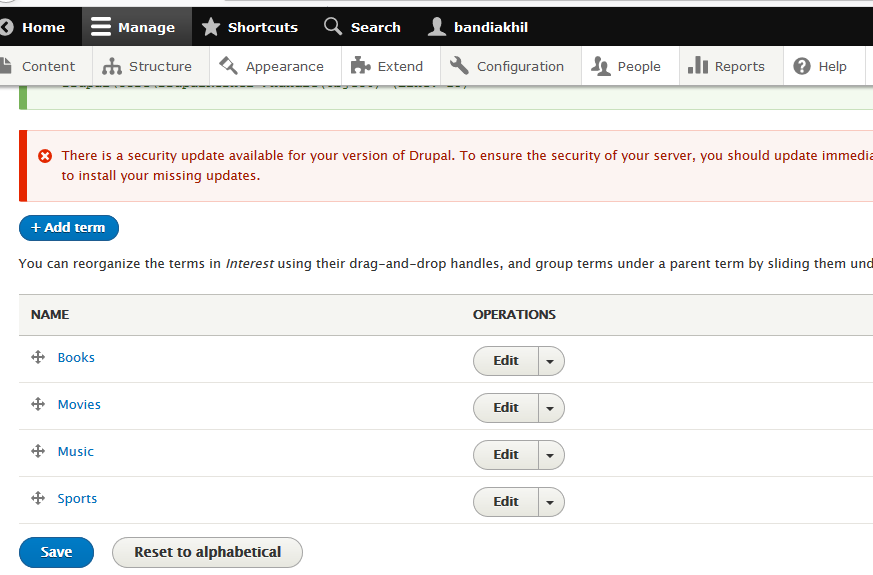 Home Manage Shortcuts Search bandiakhil
Content Structure Appearance Extend Configuration People Reports Help
There is a security update available for your version of Drupal. To ensure the security of your server, you should update
to install your missing updates.
+ Add term
You can reorganize the terms in Interest using their drag-and-drop handles, and group terms under a parent term by sliding them
NAME OPERATIONS
Books Edit
Movies Edit
Music Edit
Sports Edit
Save Reset to alphabetical